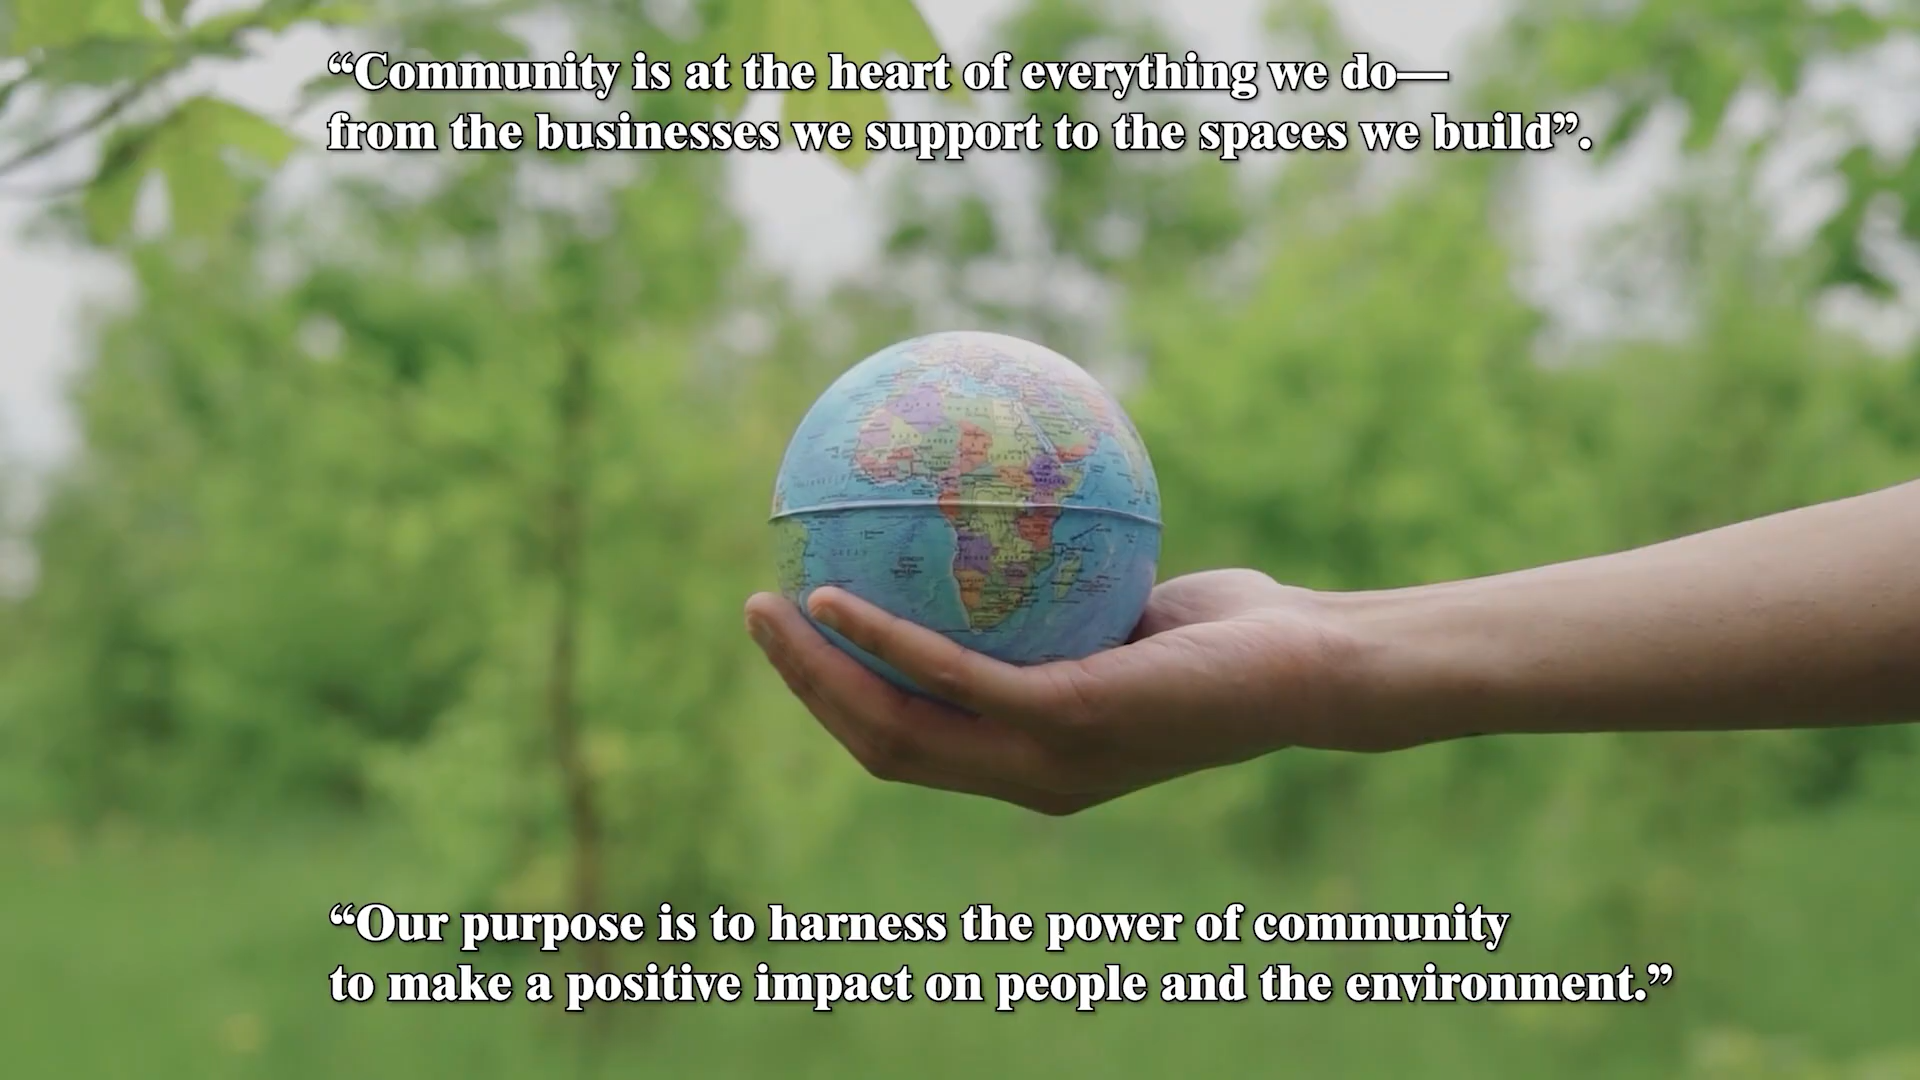 “Community is at the heart of everything we do—
from the businesses we support to the spaces we build”.
“Our purpose is to harness the power of community
to make a positive impact on people and the environment.”